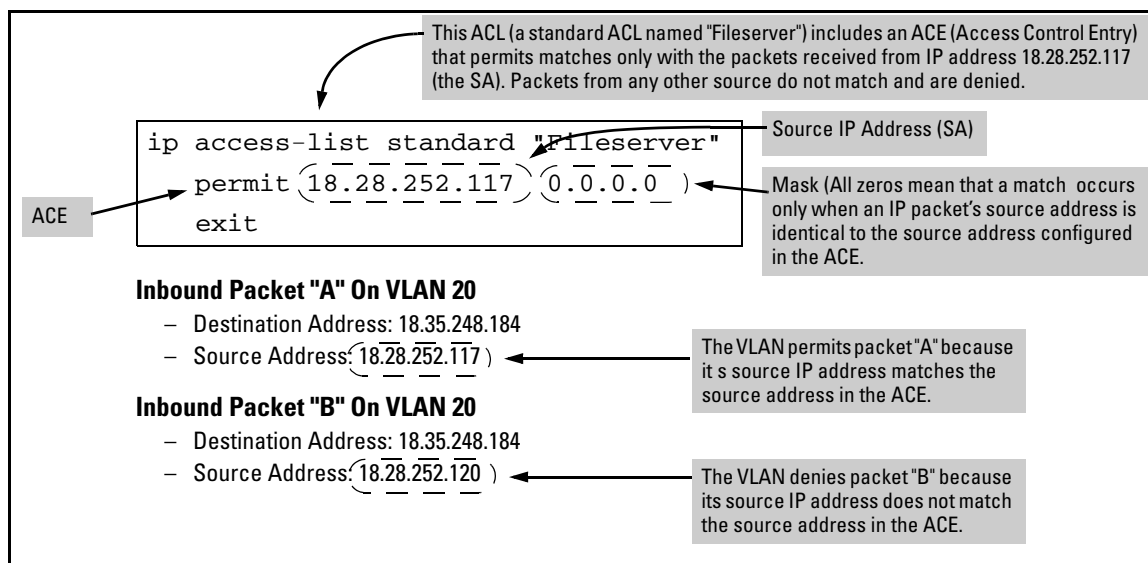 This ACL (a standard ACL named "Fileserver") includes an ACE (Access Control Entry)
that permits matches only with the packets received from IP address 18.28.252.117
(the SA). Packets from any other source do not match and are denied.
ip access-list standard "Fileserver"
Source IP Address (SA)
permit 18.28.252.117 0.0.0.0
Mask (All zeros mean that a match occurs
only when an IP packet's source address is
identical to the source address configured
in the ACE.
ACE
exit
Inbound Packet "A" On VLAN 20
– Destination Address: 18.35.248.184
– Source Address: 18.28.252.117
The VLAN permits packet "A" because
it s source IP address matches the
source address in the ACE.
Inbound Packet "B" On VLAN 20
– Destination Address: 18.35.248.184
– Source Address: 18.28.252.120
The VLAN denies packet "B" because
its source IP address does not match
the source address in the ACE.